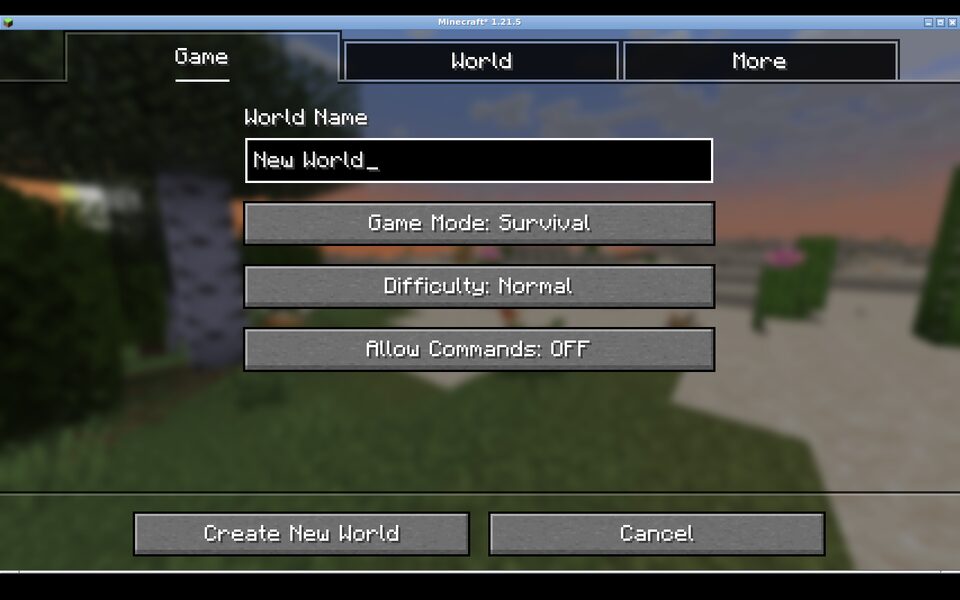 Minecraft* 1.21.5
Game
World
More
World Name
New World_
Game Mode: Survival
Difficulty: Normal
Allow Commands: OFF
Create New World
Cancel